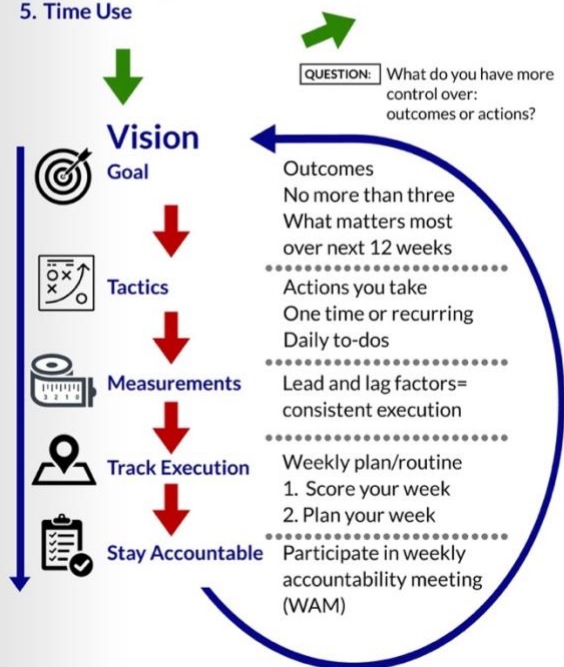 5. Time Use
QUESTION: What do you have more
control over:
outcomes or actions?
Vision
Goal
Outcomes
No more than three
What matters most
over next 12 weeks
Tactics
Actions you take
One time or recurring
Daily to-dos
Measurements
Lead and lag factors=
consistent execution
Track Execution
Weekly plan/routine
1. Score your week
2. Plan your week
Stay Accountable
Participate in weekly
accountability meeting
(WAM)